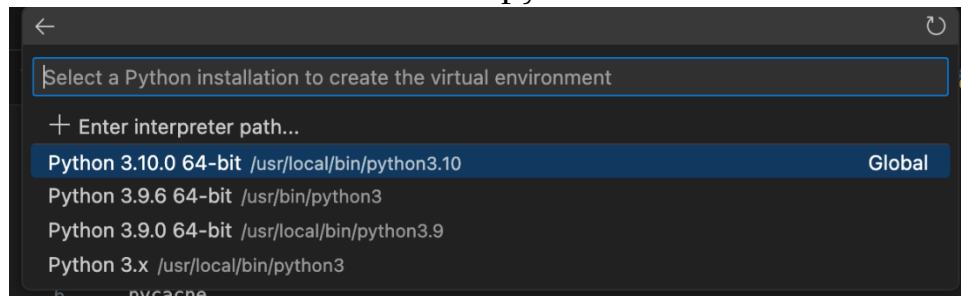 py
Select a Python installation to create the virtual environment
+ Enter interpreter path...
Python 3.10.0 64-bit /usr/local/bin/python3.10 Global
Python 3.9.6 64-bit /usr/bin/python3
Python 3.9.0 64-bit /usr/local/bin/python3.9
Python 3.x /usr/local/bin/python3